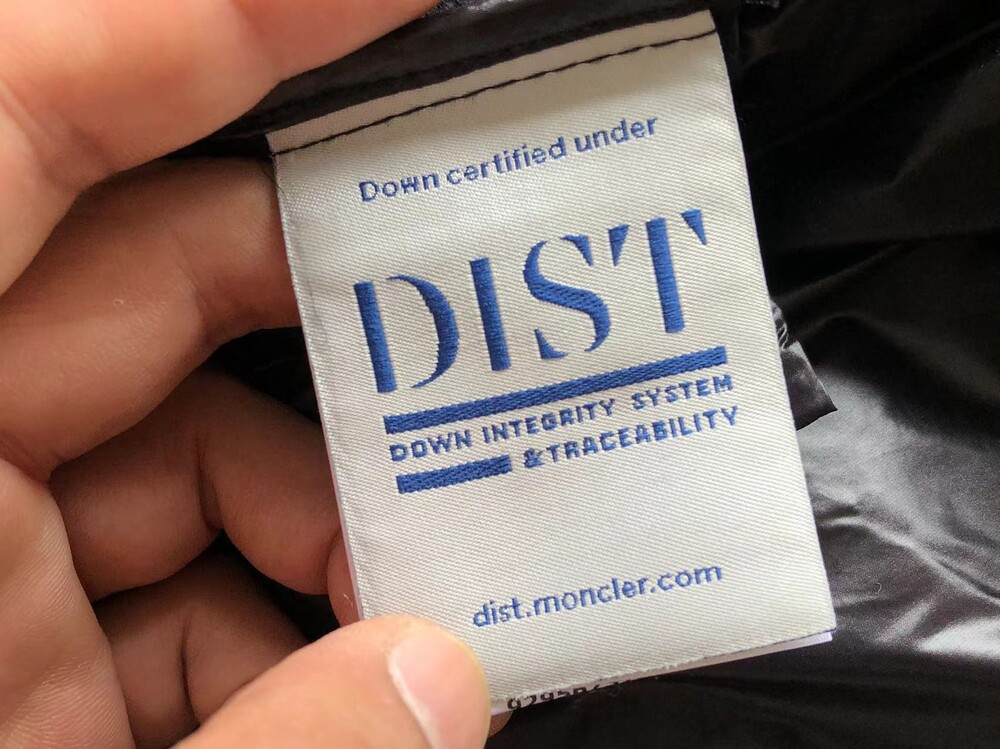 Down certified under
DIST
DOWN INTEGRITY SYSTEM
&TRACEABILITY
dist.moncler.com